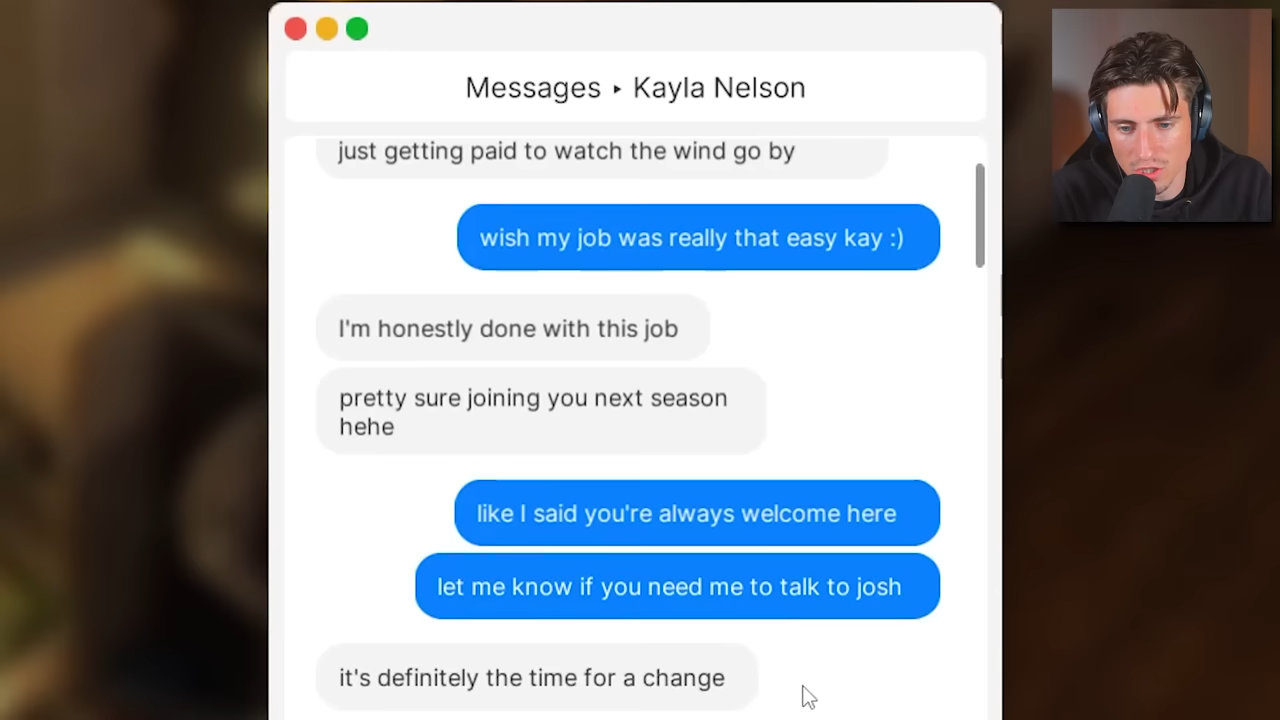 Messages ▸ Kayla Nelson
just getting paid to watch the wind go by
wish my job was really that easy kay :)
I'm honestly done with this job
pretty sure joining you next season
hehe
like I said you're always welcome here
let me know if you need me to talk to josh
it's definitely the time for a change